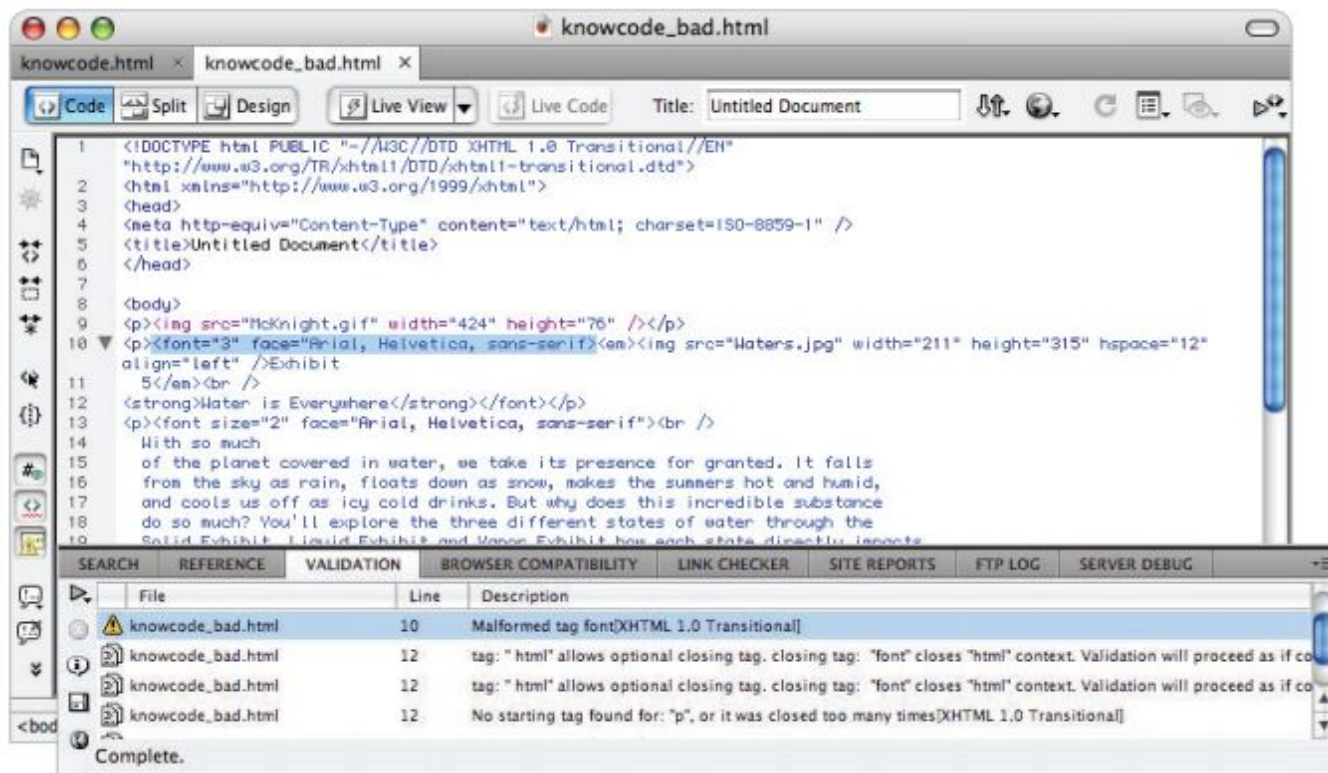 knowcode_bad.html
knowcode.html × knowcode_bad.html ×
Code Split Design Live View Live Code Title: Untitled Document
1 <!DOCTYPE html PUBLIC "-//W3C//DTD XHTML 1.0 Transitional//EN"
"http://www.w3.org/TR/xhtml1/DTD/xhtml1-transitional.dtd">
2 <html xmlns="http://www.w3.org/1999/xhtml">
3 <head>
4 <meta http-equiv="Content-Type" content="text/html; charset=ISO-8859-1" />
5 <title>Untitled Document</title>
6 </head>
7
8 <body>
9 <p><img src="McKnight.gif" width="424" height="76" /></p>
10 <p><font="3" face="Arial, Helvetica, sans-serif><em><img src="Waters.jpg" width="211" height="315" hspace="12"
align="left" />Exhibit
11 5</em><br />
12 <strong>Water is Everywhere</strong></font></p>
13 <p><font size="2" face="Arial, Helvetica, sans-serif"><br />
14 With so much
15 of the planet covered in water, we take its presence for granted. It falls
16 from the sky as rain, floats down as snow, makes the summers hot and humid,
17 and cools us off as icy cold drinks. But why does this incredible substance
18 do so much? You'll explore the three different states of water through the
19 Solid Exhibit, Liquid Exhibit and Vapor Exhibit how each state directly impacts
SEARCH REFERENCE VALIDATION BROWSER COMPATIBILITY LINK CHECKER SITE REPORTS FTP LOG SERVER DEBUG
File Line Description
knowcode_bad.html 10 Malformed tag font[XHTML 1.0 Transitional]
knowcode_bad.html 12 tag: " html" allows optional closing tag. closing tag: "font" closes "html" context. Validation will proceed as if co
knowcode_bad.html 12 tag: " html" allows optional closing tag. closing tag: "font" closes "html" context. Validation will proceed as if co
knowcode_bad.html 12 No starting tag found for: "p", or it was closed too many times[XHTML 1.0 Transitional]
<bod
Complete.